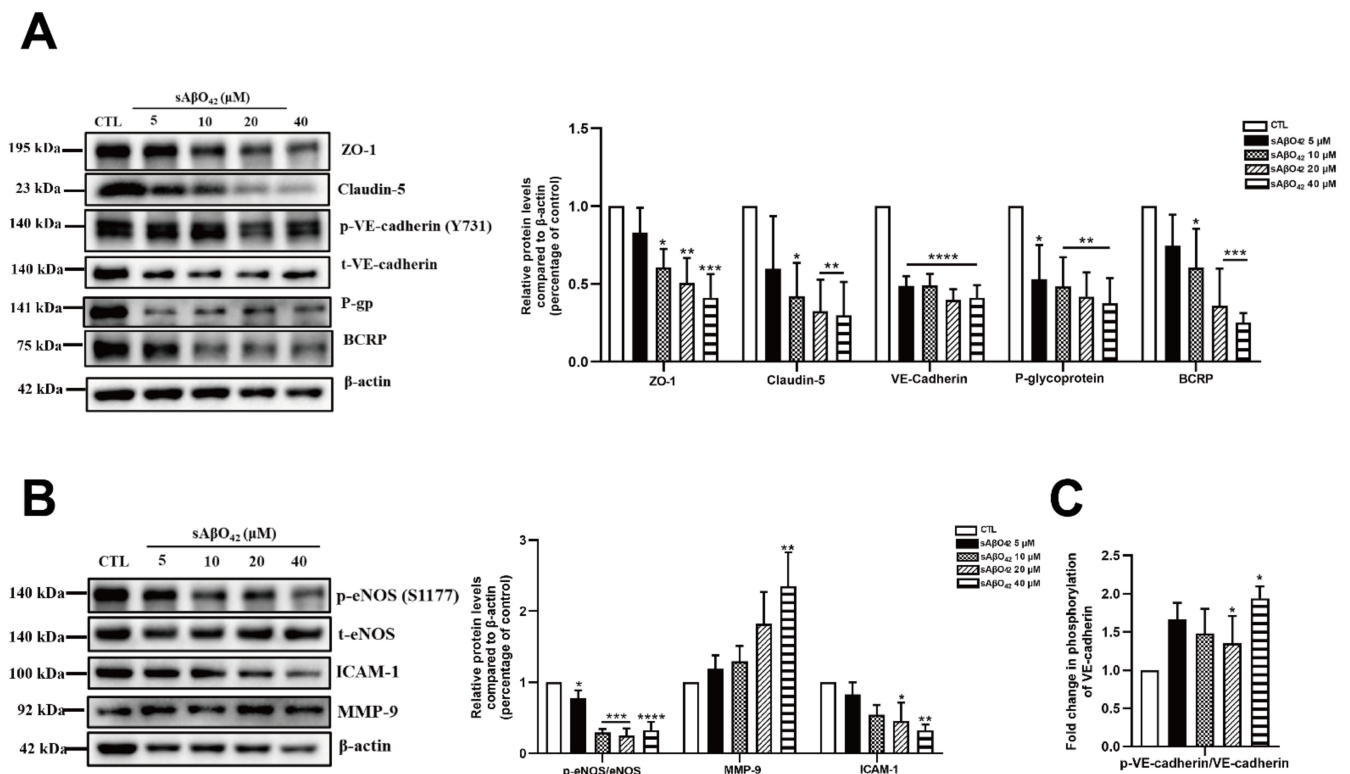 A
sAβO₄₂ (µM)
CTL 5 10 20 40
195 kDa ZO-1
23 kDa Claudin-5
140 kDa p-VE-cadherin (Y731)
140 kDa t-VE-cadherin
141 kDa P-gp
75 kDa BCRP
42 kDa β-actin
Relative protein levels
compared to β-actin
(percentage of control)
1.5
1.0
0.5
0.0
* ** ***
* **
****
* **
* ***
ZO-1 Claudin-5 VE-Cadherin P-glycoprotein BCRP
CTL
sAβO42 5 µM
sAβO₄₂ 10 µM
sAβO₄₂ 20 µM
sAβO₄₂ 40 µM
B
sAβO₄₂ (µM)
CTL 5 10 20 40
140 kDa p-eNOS (S1177)
140 kDa t-eNOS
100 kDa ICAM-1
92 kDa MMP-9
42 kDa β-actin
Relative protein levels
compared to β-actin
(percentage of control)
3
2
1
0
* *** ****
**
* **
p-eNOS/eNOS MMP-9 ICAM-1
CTL
sAβO42 5 µM
sAβO₄₂ 10 µM
sAβO42 20 µM
sAβO₄₂ 40 µM
C
Fold change in phosphorylation
of VE-cadherin
2.5
2.0
1.5
1.0
0.5
0.0
* *
p-VE-cadherin/VE-cadherin